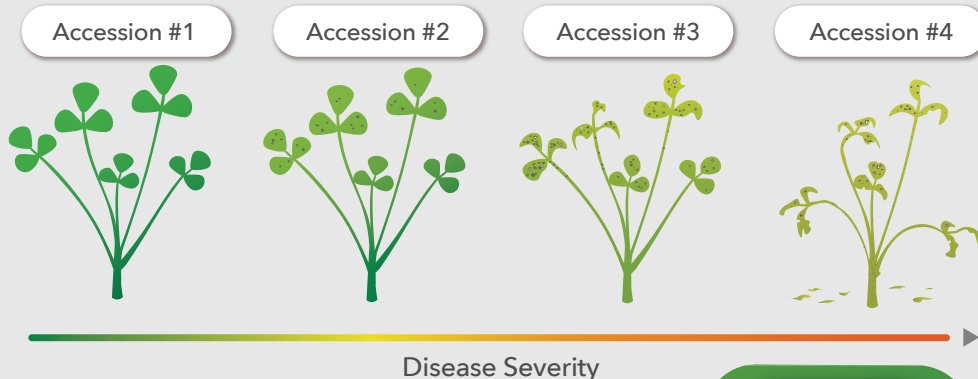 Accession #1
Accession #2
Accession #3
Accession #4
Disease Severity